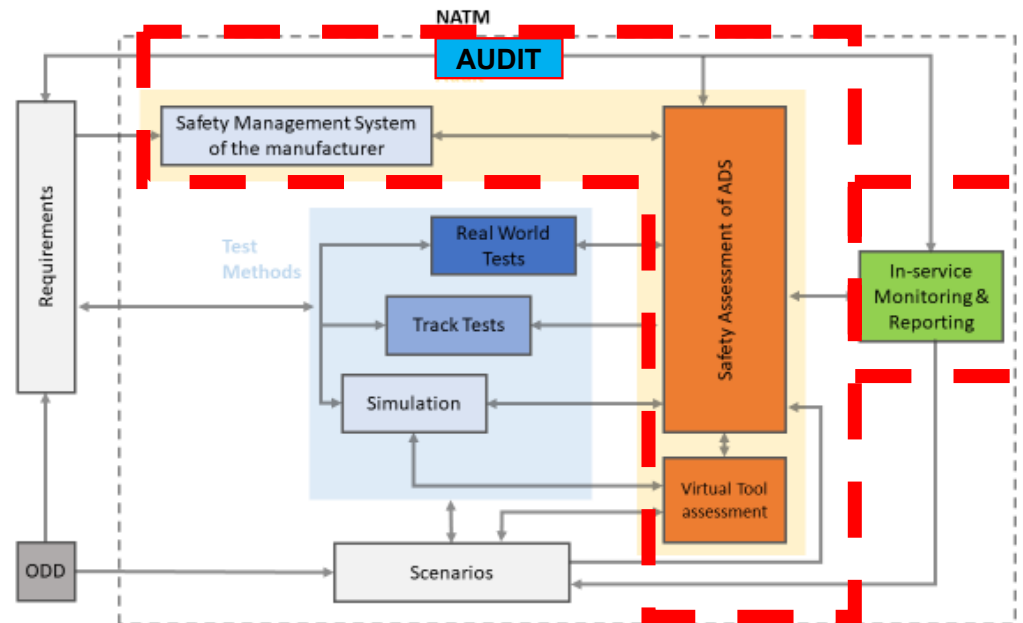 NATM
AUDIT
Safety Management System
of the manufacturer
Requirements
Safety Assessment of ADS
Test
Methods
Real World
Tests
Track Tests
Simulation
In-service
Monitoring &
Reporting
Virtual Tool
assessment
ODD
Scenarios